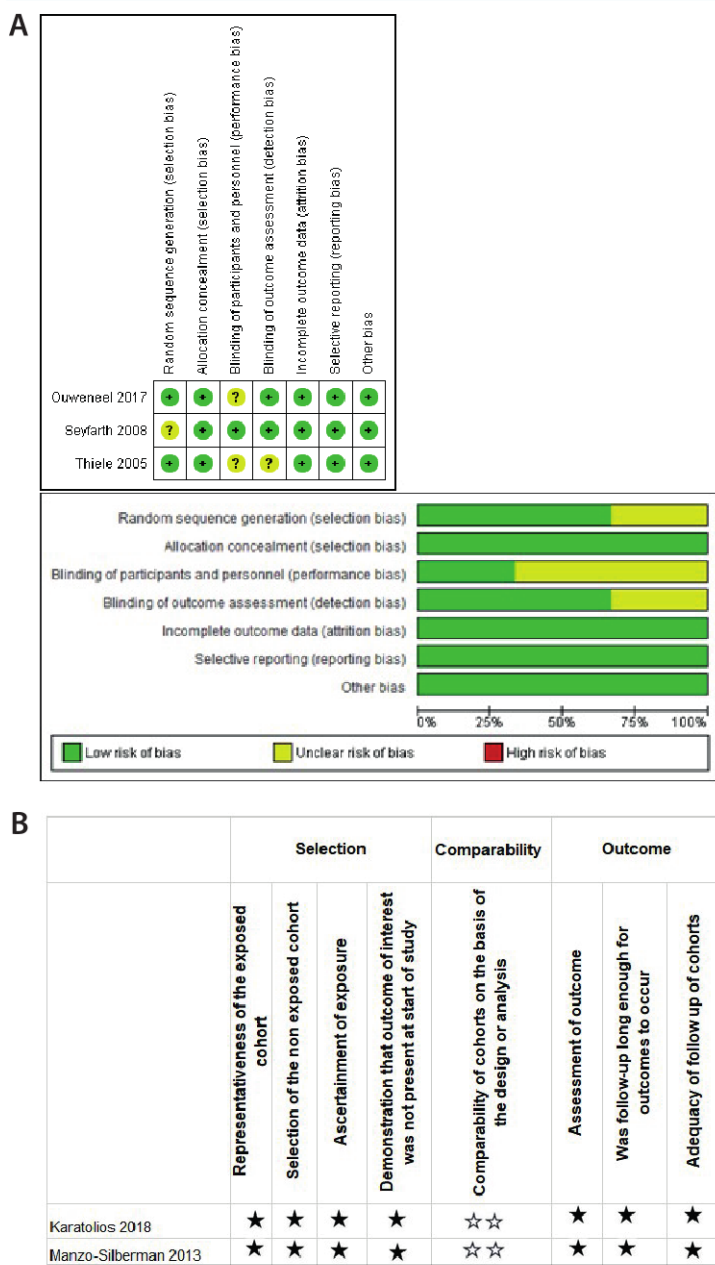 A
Random sequence generation (selection bias)
Allocation concealment (selection bias)
Blinding of participants and personnel (performance bias)
Blinding of outcome assessment (detection bias)
Incomplete outcome data (attrition bias)
Selective reporting (reporting bias)
Other bias
Ouweneel 2017 + + ? + + + +
Seyfarth 2008 ? + + + + + +
Thiele 2005 + + ? ? + + +
Random sequence generation (selection bias)
Allocation concealment (selection bias)
Blinding of participants and personnel (performance bias)
Blinding of outcome assessment (detection bias)
Incomplete outcome data (attrition bias)
Selective reporting (reporting bias)
Other bias
0% 25% 50% 75% 100%
Low risk of bias Unclear risk of bias High risk of bias
B
Selection Comparability Outcome
Representativeness of the exposed
cohort
Selection of the non exposed cohort
Ascertainment of exposure
Demonstration that outcome of interest
was not present at start of study
Comparability of cohorts on the basis of
the design or analysis
Assessment of outcome
Was follow-up long enough for
outcomes to occur
Adequacy of follow up of cohorts
Karatolios 2018 ★ ★ ★ ★ ☆☆ ★ ★ ★
Manzo-Silberman 2013 ★ ★ ★ ★ ☆☆ ★ ★ ★